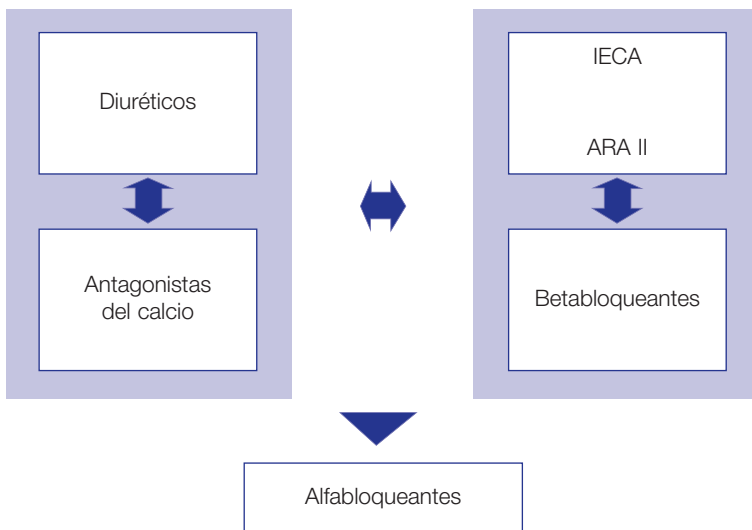 Diuréticos
Antagonistas
del calcio
IECA
ARA II
Betabloqueantes
Alfabloqueantes